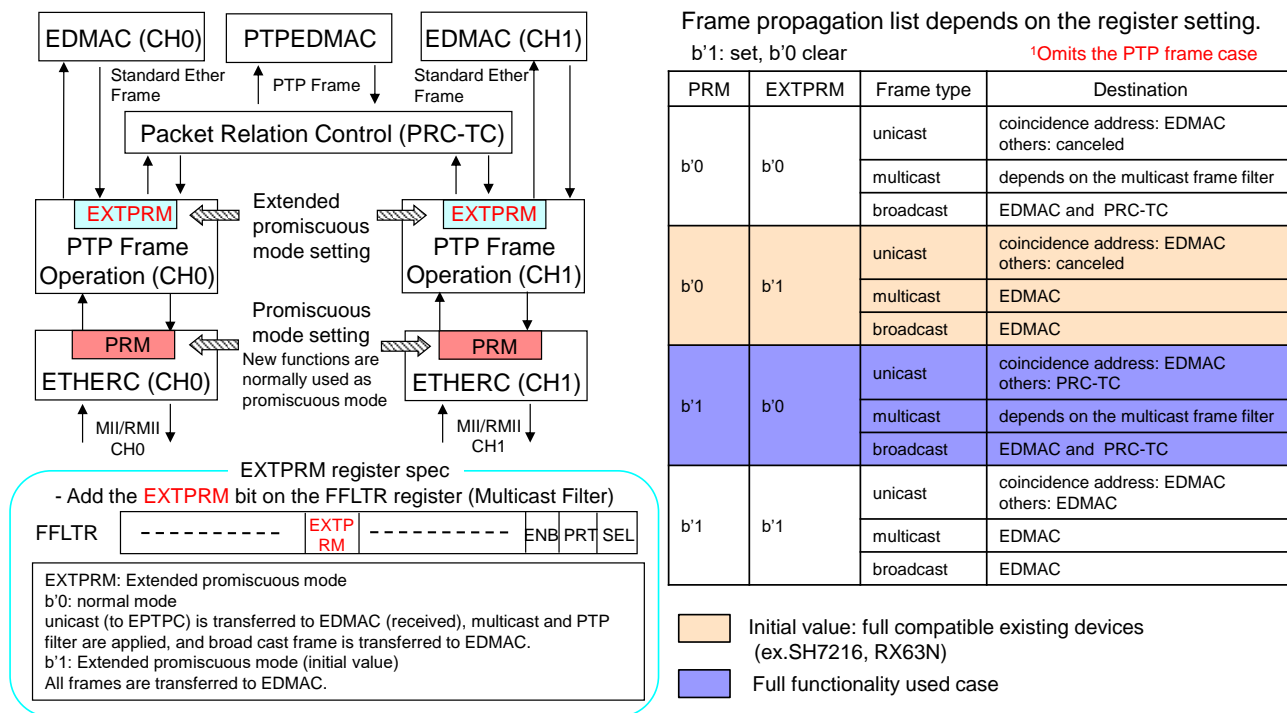 EDMAC (CH0)
PTPEDMAC
EDMAC (CH1)
Standard Ether
Frame
PTP Frame
Standard Ether
Frame
Packet Relation Control (PRC-TC)
EXTPRM
PTP Frame
Operation (CH0)
Extended
promiscuous
mode setting
EXTPRM
PTP Frame
Operation (CH1)
PRM
ETHERC (CH0)
Promiscuous
mode setting
New functions are
normally used as
promiscuous mode
PRM
ETHERC (CH1)
MII/RMII
CH0
MII/RMII
CH1
EXTPRM register spec
- Add the EXTPRM bit on the FFLTR register (Multicast Filter)
FFLTR
EXTP
RM
ENB PRT SEL
EXTPRM: Extended promiscuous mode
b'0: normal mode
unicast (to EPTPC) is transferred to EDMAC (received), multicast and PTP
filter are applied, and broad cast frame is transferred to EDMAC.
b'1: Extended promiscuous mode (initial value)
All frames are transferred to EDMAC.
Frame propagation list depends on the register setting.
b'1: set, b'0 clear
¹Omits the PTP frame case
PRM EXTPRM Frame type Destination
b'0 b'0
unicast
coincidence address: EDMAC
others: canceled
multicast depends on the multicast frame filter
broadcast EDMAC and PRC-TC
b'0 b'1
unicast
coincidence address: EDMAC
others: canceled
multicast EDMAC
broadcast EDMAC
b'1 b'0
unicast
coincidence address: EDMAC
others: PRC-TC
multicast depends on the multicast frame filter
broadcast EDMAC and PRC-TC
b'1 b'1
unicast
coincidence address: EDMAC
others: EDMAC
multicast EDMAC
broadcast EDMAC
Initial value: full compatible existing devices
(ex.SH7216, RX63N)
Full functionality used case